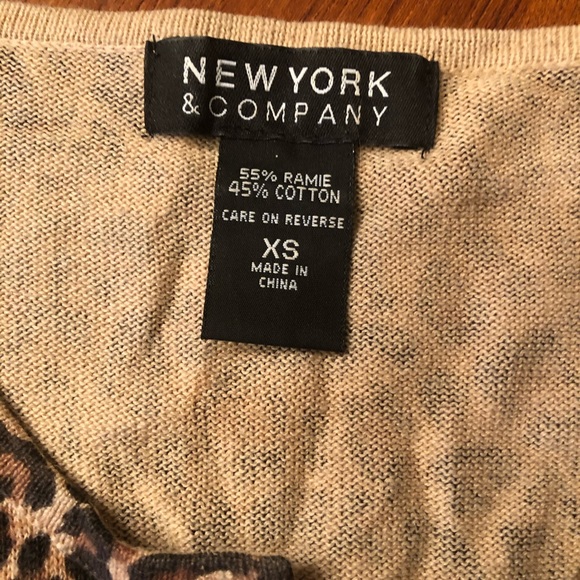 NEW YORK
& COMPANY
55% RAMIE
45% COTTON
CARE ON REVERSE
XS
MADE IN
CHINA